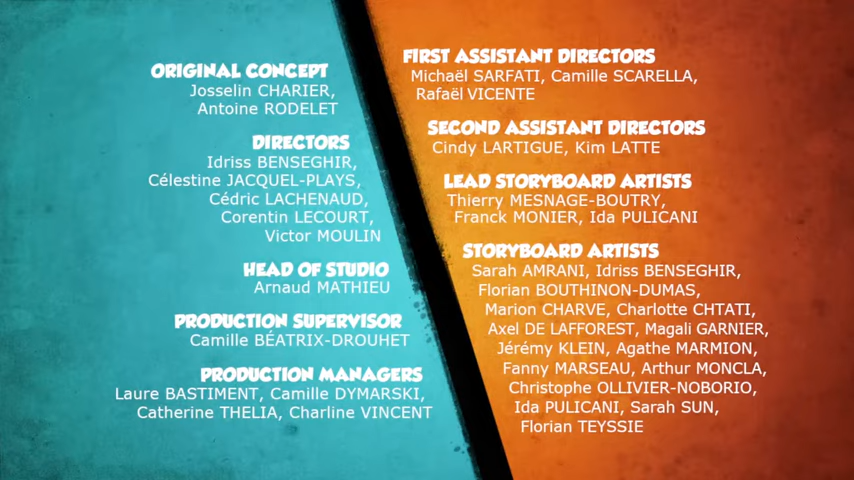 ORIGINAL CONCEPT
Josselin CHARIER,
Antoine RODELET
DIRECTORS
Idriss BENSEGHIR,
Célestine JACQUEL-PLAYS,
Cédric LACHENAUD,
Corentin LECOURT,
Victor MOULIN
HEAD OF STUDIO
Arnaud MATHIEU
PRODUCTION SUPERVISOR
Camille BÉATRIX-DROUHET
PRODUCTION MANAGERS
Laure BASTIMENT, Camille DYMARSKI,
Catherine THELIA, Charline VINCENT
FIRST ASSISTANT DIRECTORS
Michaël SARFATI, Camille SCARELLA,
Rafaël VICENTE
SECOND ASSISTANT DIRECTORS
Cindy LARTIGUE, Kim LATTE
LEAD STORYBOARD ARTISTS
Thierry MESNAGE-BOUTRY,
Franck MONIER, Ida PULICANI
STORYBOARD ARTISTS
Sarah AMRANI, Idriss BENSEGHIR,
Florian BOUTHINON-DUMAS,
Marion CHARVE, Charlotte CHTATI,
Axel DE LAFFOREST, Magali GARNIER,
Jérémy KLEIN, Agathe MARMION,
Fanny MARSEAU, Arthur MONCLA,
Christophe OLLIVIER-NOBORIO,
Ida PULICANI, Sarah SUN,
Florian TEYSSIE